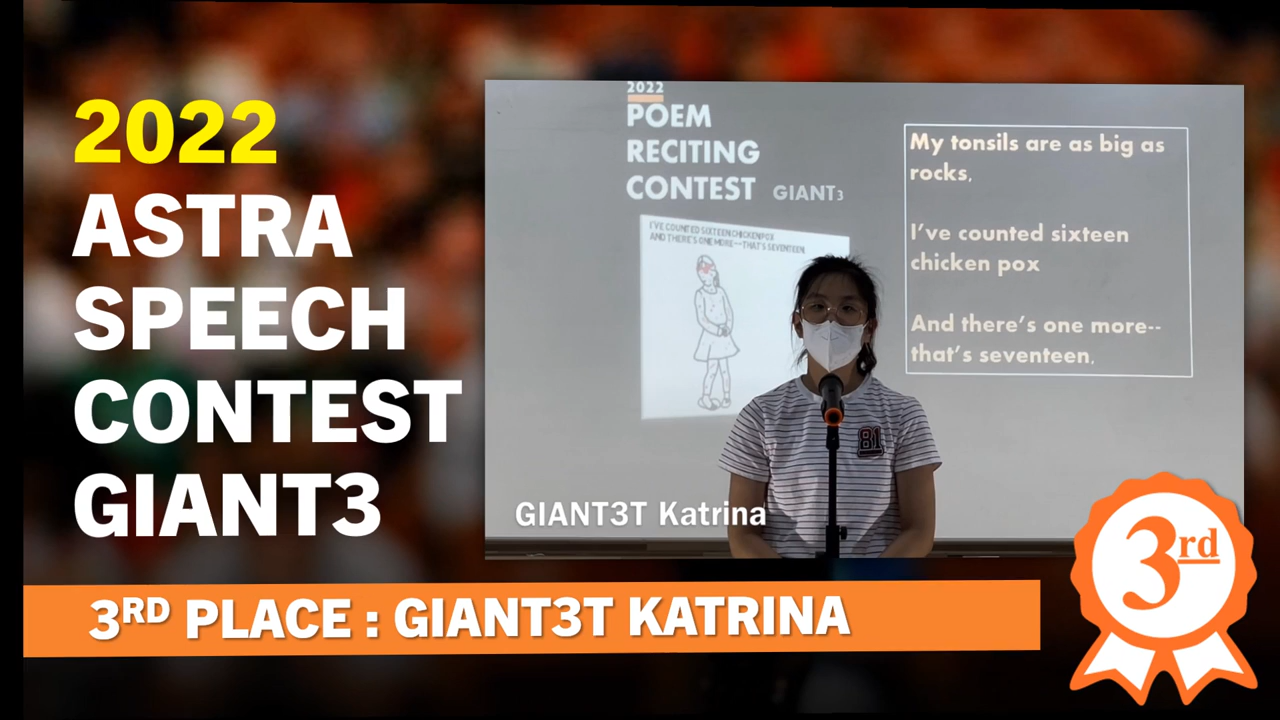 2022
ASTRA
SPEECH
CONTEST
GIANT3
2022
POEM
RECITING
CONTEST GIANT3
I'VE COUNTED SIXTEEN CHICKEN POX
AND THERE'S ONE MORE--THAT'S SEVENTEEN
My tonsils are as big as
rocks,
I've counted sixteen
chicken pox
And there's one more--
that's seventeen,
81
GIANT3T Katrina
3RD PLACE : GIANT3T KATRINA
3rd